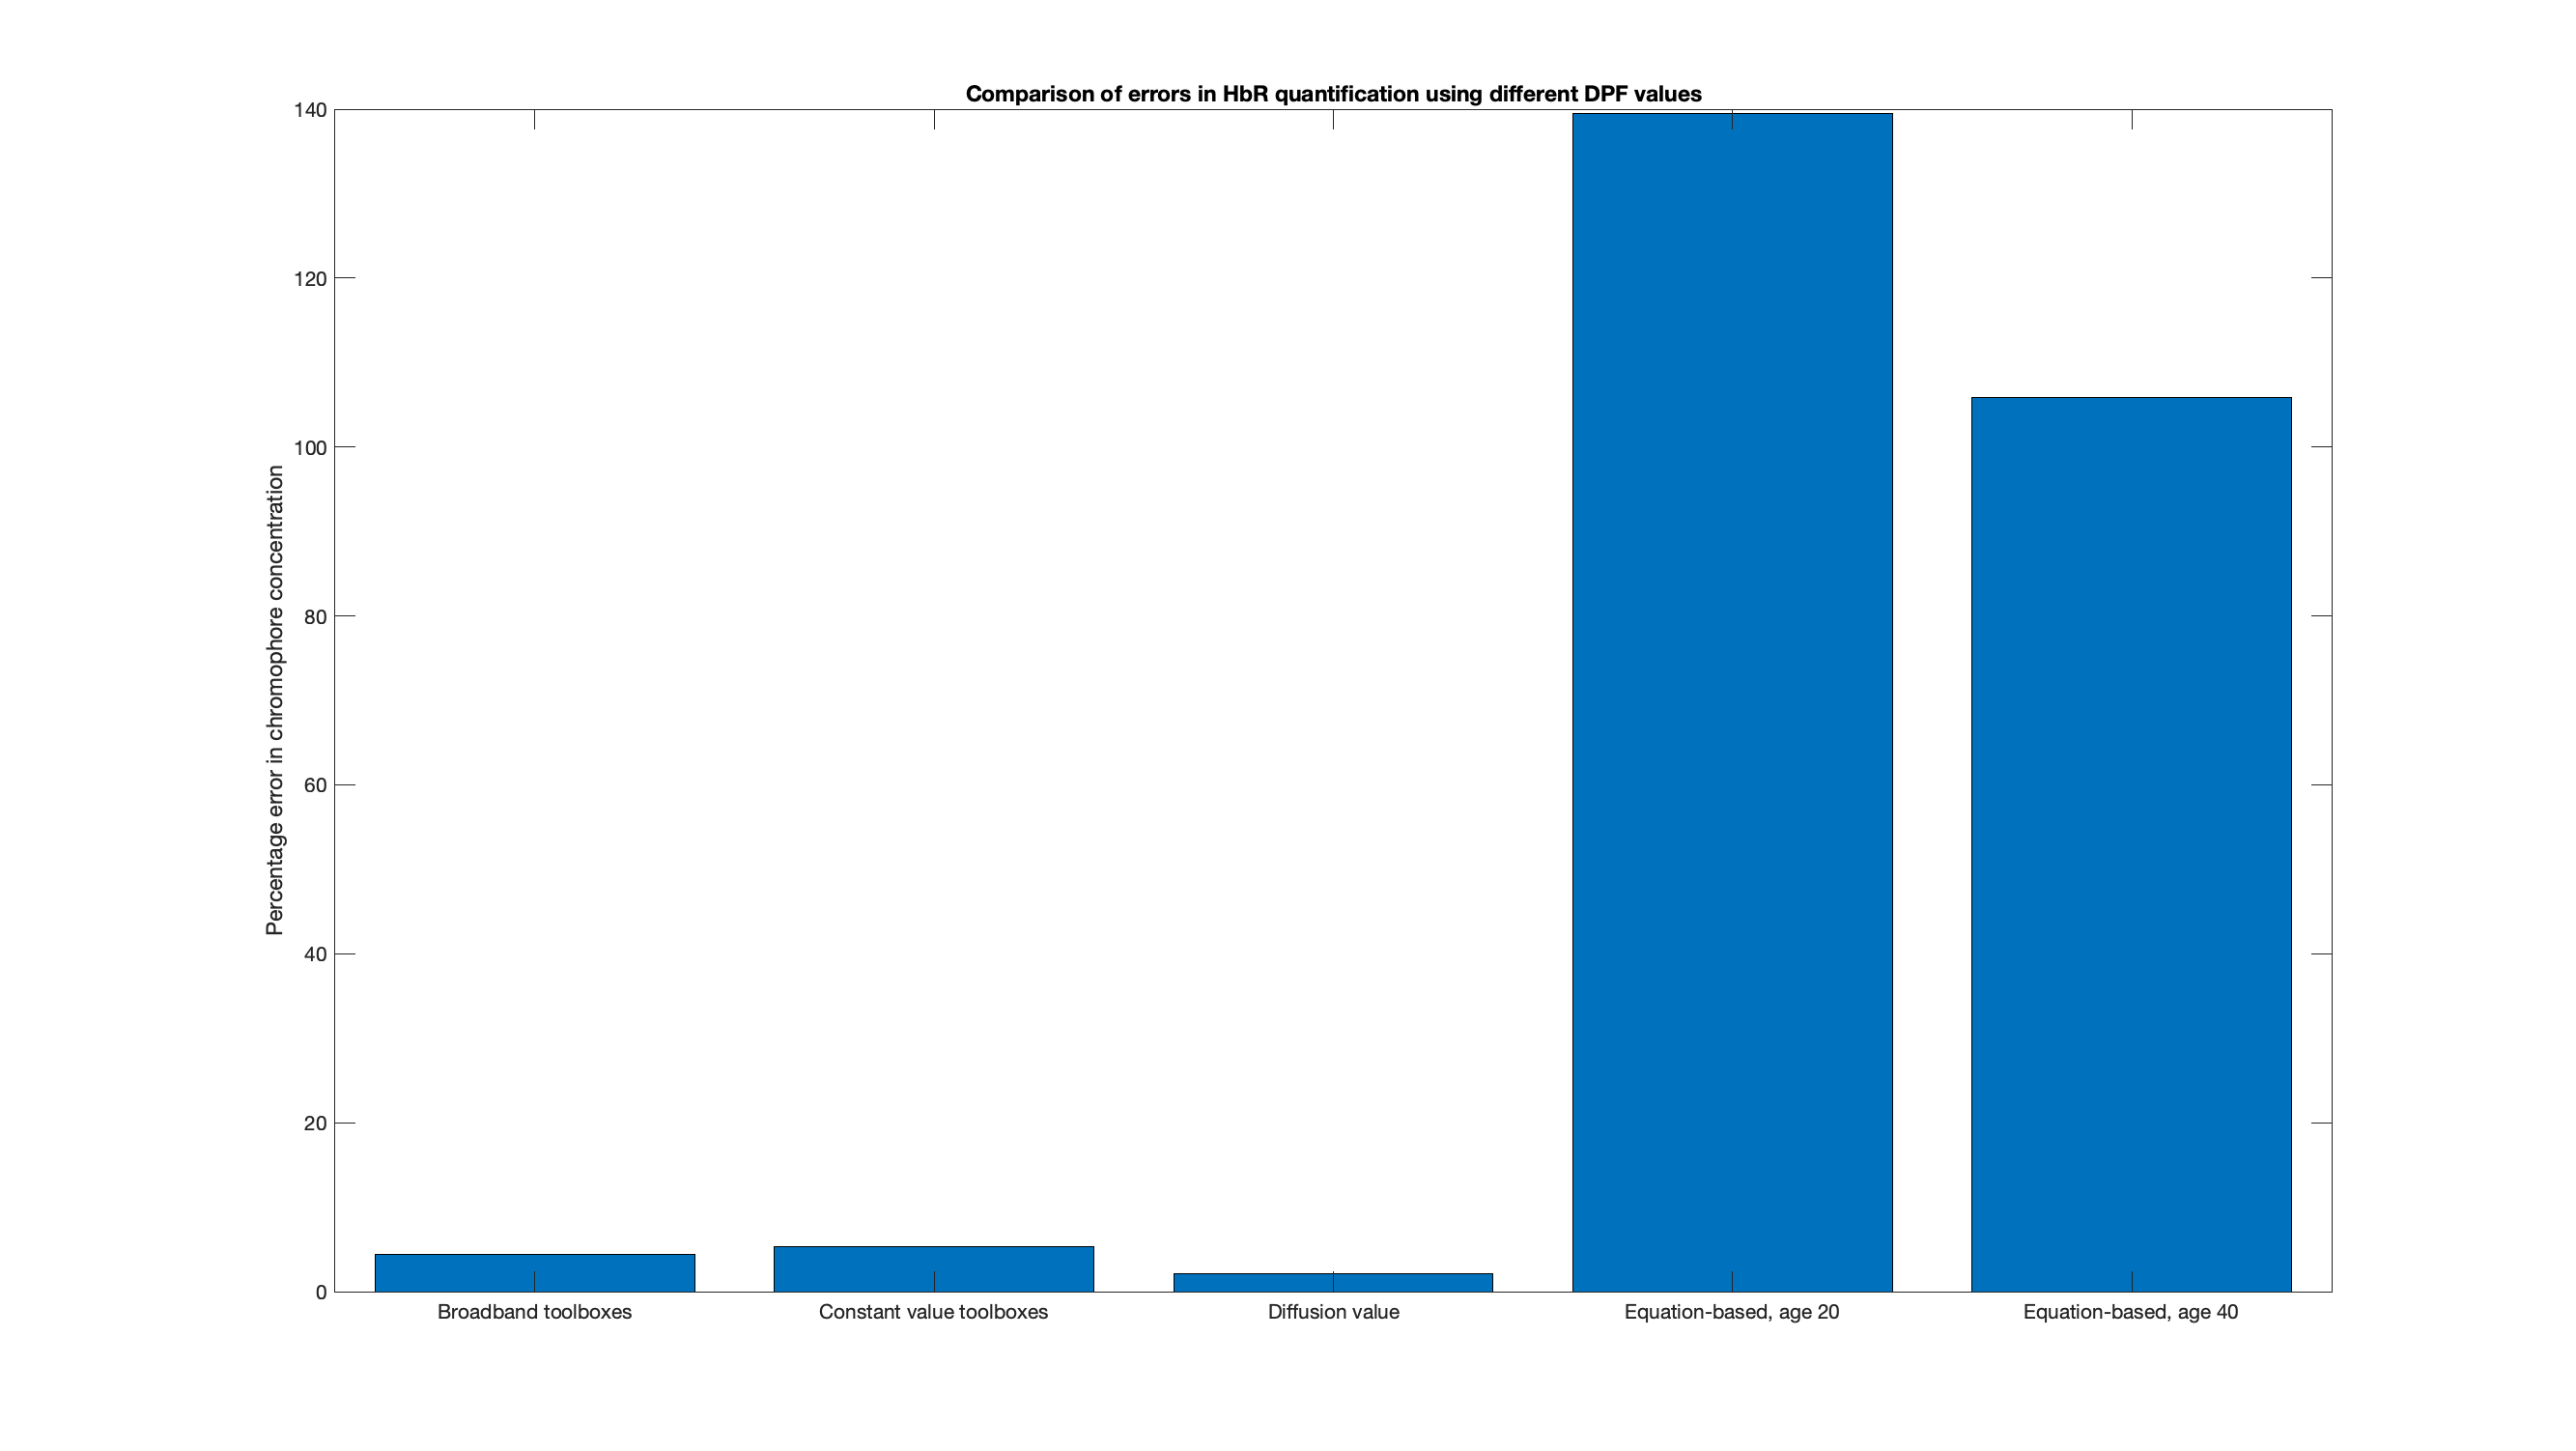 Comparison of errors in HbR quantification using different DPF values
140
120
100
80
60
40
20
0
Percentage error in chromophore concentration
Broadband toolboxes
Constant value toolboxes
Diffusion value
Equation-based, age 20
Equation-based, age 40